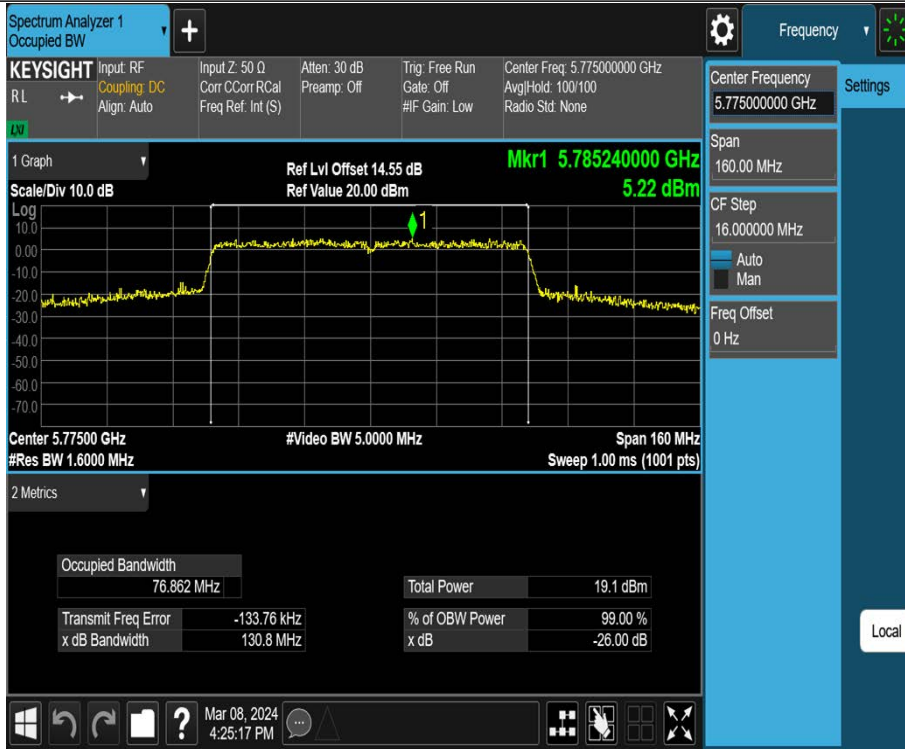 Spectrum Analyzer 1
Occupied BW
+
Frequency
KEYSIGHT
RL
LXI
Input: RF
Coupling: DC
Align: Auto
Input Z: 50 Ω
Corr CCorr RCal
Freq Ref: Int (S)
Atten: 30 dB
Preamp: Off
Trig: Free Run
Gate: Off
#IF Gain: Low
Center Freq: 5.775000000 GHz
Avg|Hold: 100/100
Radio Std: None
Center Frequency
5.775000000 GHz
Settings
Span
160.00 MHz
CF Step
16.000000 MHz
Auto
Man
Freq Offset
0 Hz
Local
1 Graph
Scale/Div 10.0 dB
Ref Lvl Offset 14.55 dB
Ref Value 20.00 dBm
Mkr1 5.785240000 GHz
5.22 dBm
Log
10.0
0.00
-10.0
-20.0
-30.0
-40.0
-50.0
-60.0
-70.0
1
Center 5.77500 GHz
#Res BW 1.6000 MHz
#Video BW 5.0000 MHz
Span 160 MHz
Sweep 1.00 ms (1001 pts)
2 Metrics
Occupied Bandwidth
76.862 MHz
Total Power 19.1 dBm
Transmit Freq Error -133.76 kHz
% of OBW Power 99.00 %
x dB Bandwidth 130.8 MHz
x dB -26.00 dB
?
Mar 08, 2024
4:25:17 PM